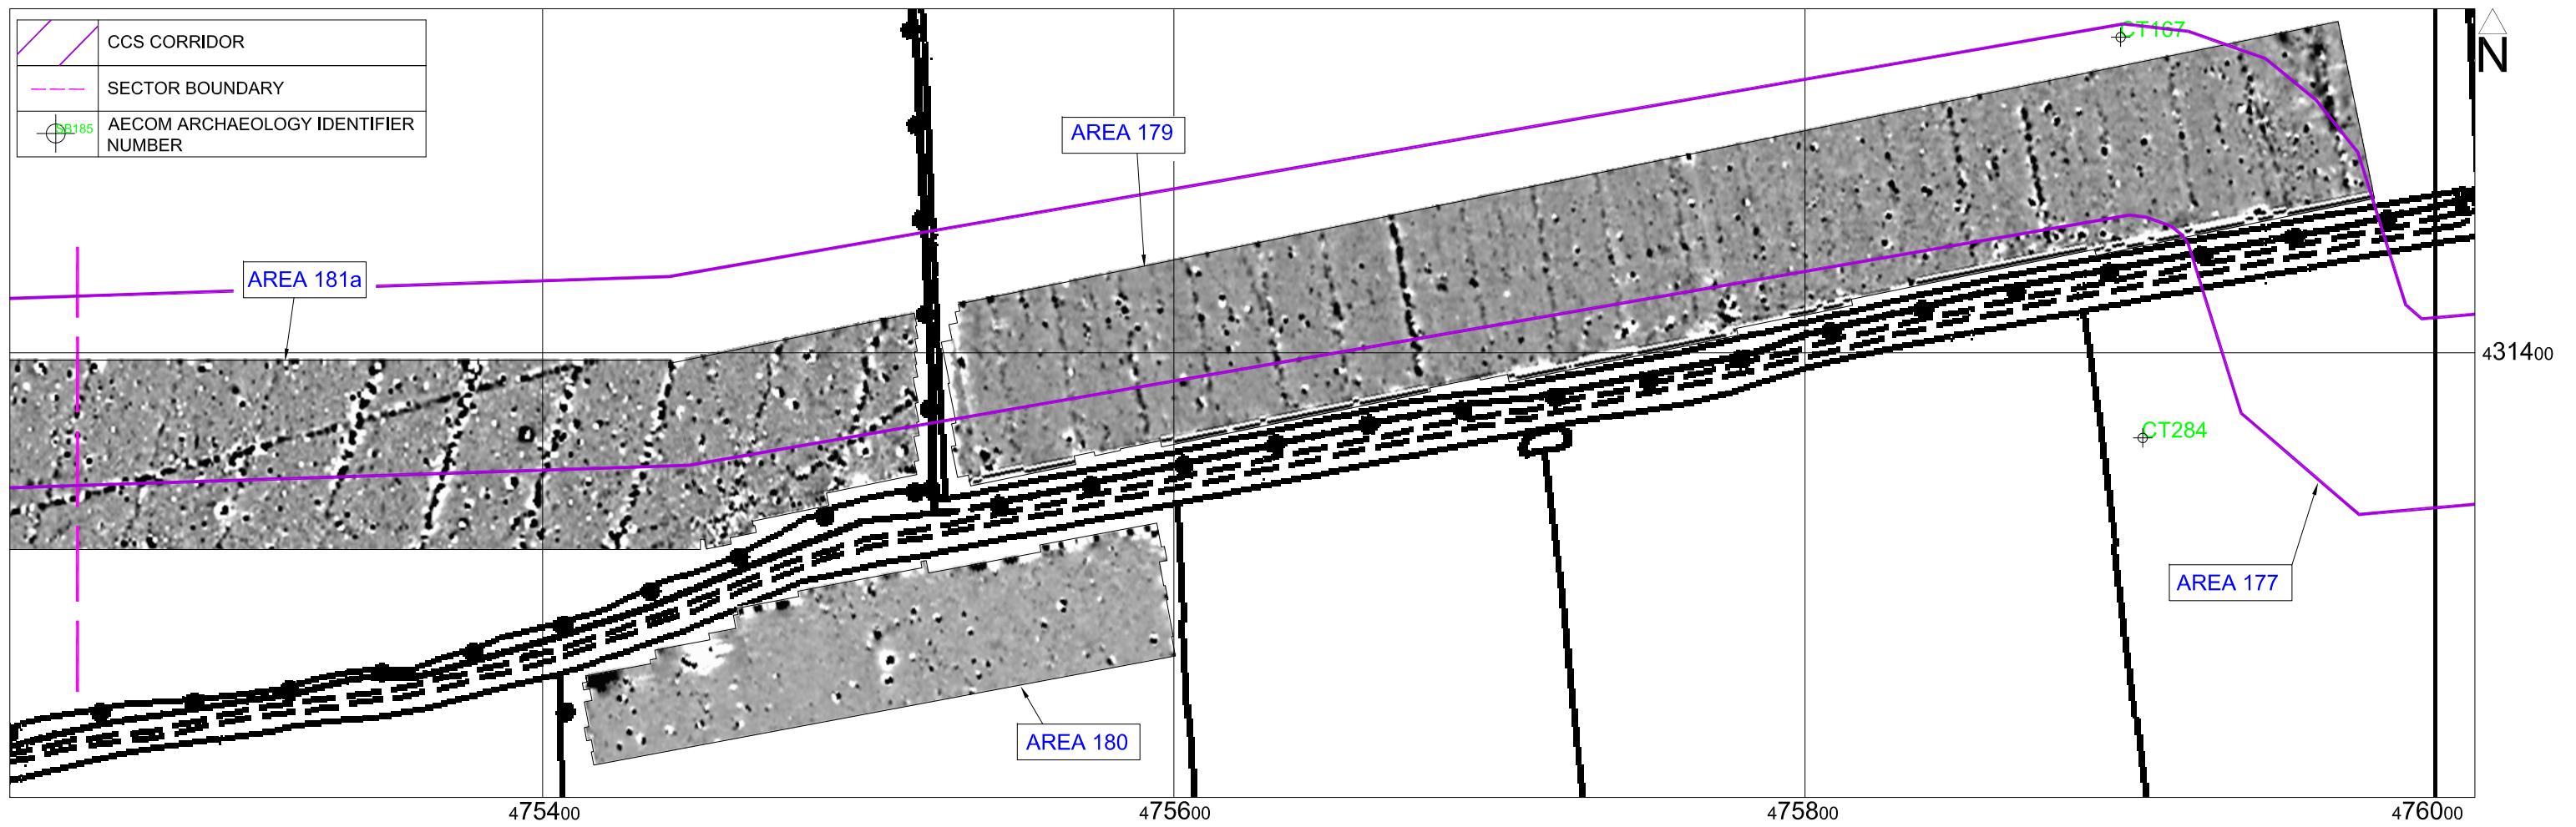 CCS CORRIDOR
SECTOR BOUNDARY
SB185
AECOM ARCHAEOLOGY IDENTIFIER
NUMBER
CT167
N
AREA 179
AREA 181a
431400
CT284
AREA 177
AREA 180
475400
475600
475800
476000